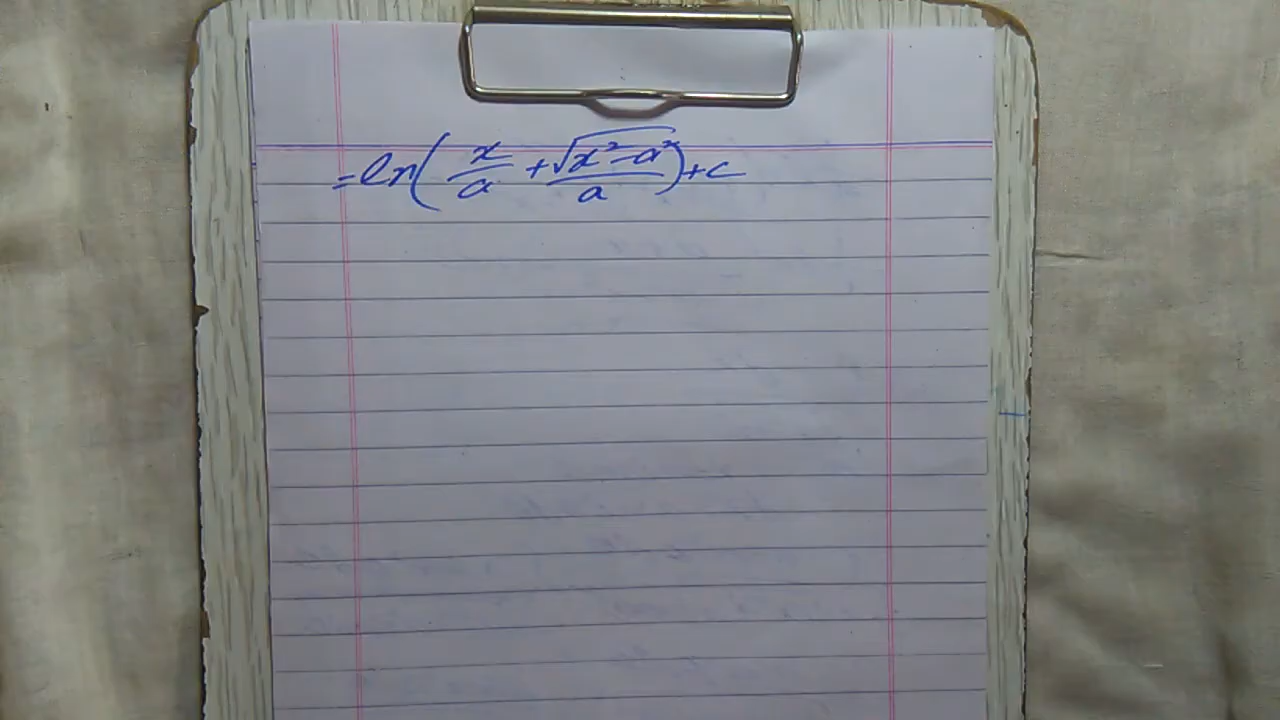 = ln( x/a + √(x²-a²)/a ) + c